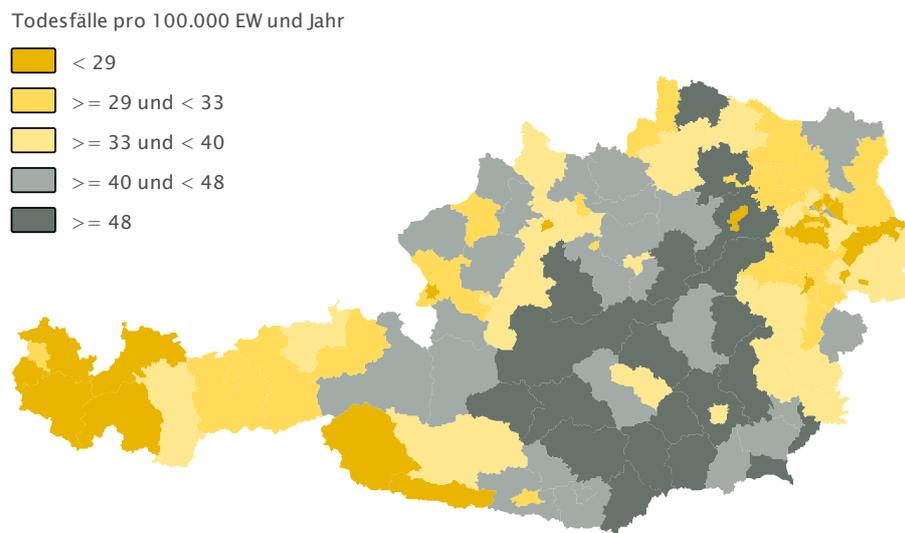 Todesfälle pro 100.000 EW und Jahr
< 29
>= 29 und < 33
>= 33 und < 40
>= 40 und < 48
>= 48